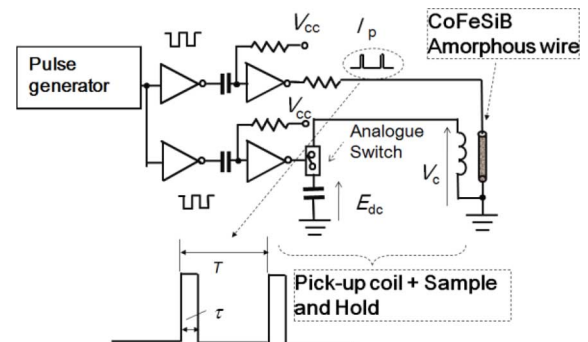 Vcc
Ip
CoFeSiB
Amorphous wire
Pulse
generator
Vcc
Analogue
Switch
Vc
Edc
T
τ
Pick-up coil + Sample
and Hold